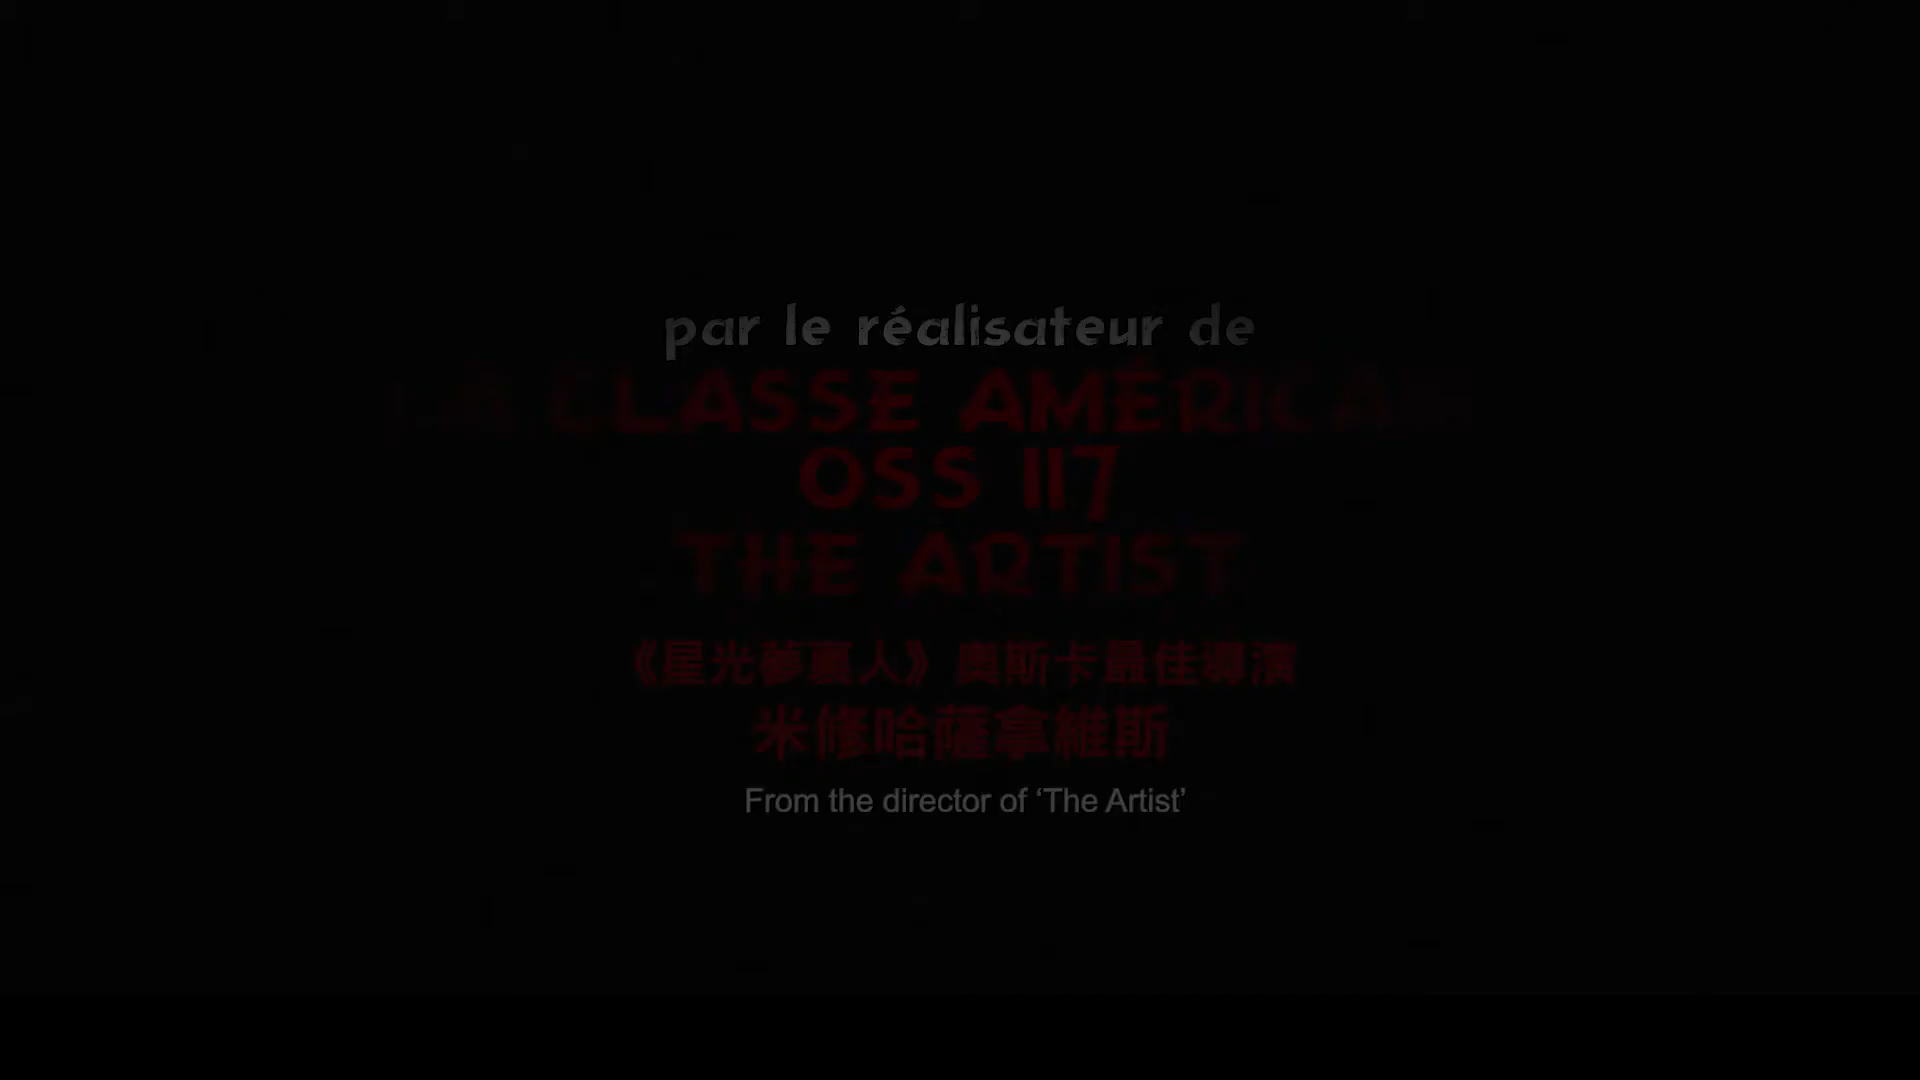 par le réalisateur de
LA CLASSE AMÉRICAINE
OSS 117
THE ARTIST
《星光夢裏人》奧斯卡最佳導演
米修哈薩拿維斯
From the director of ‘The Artist’